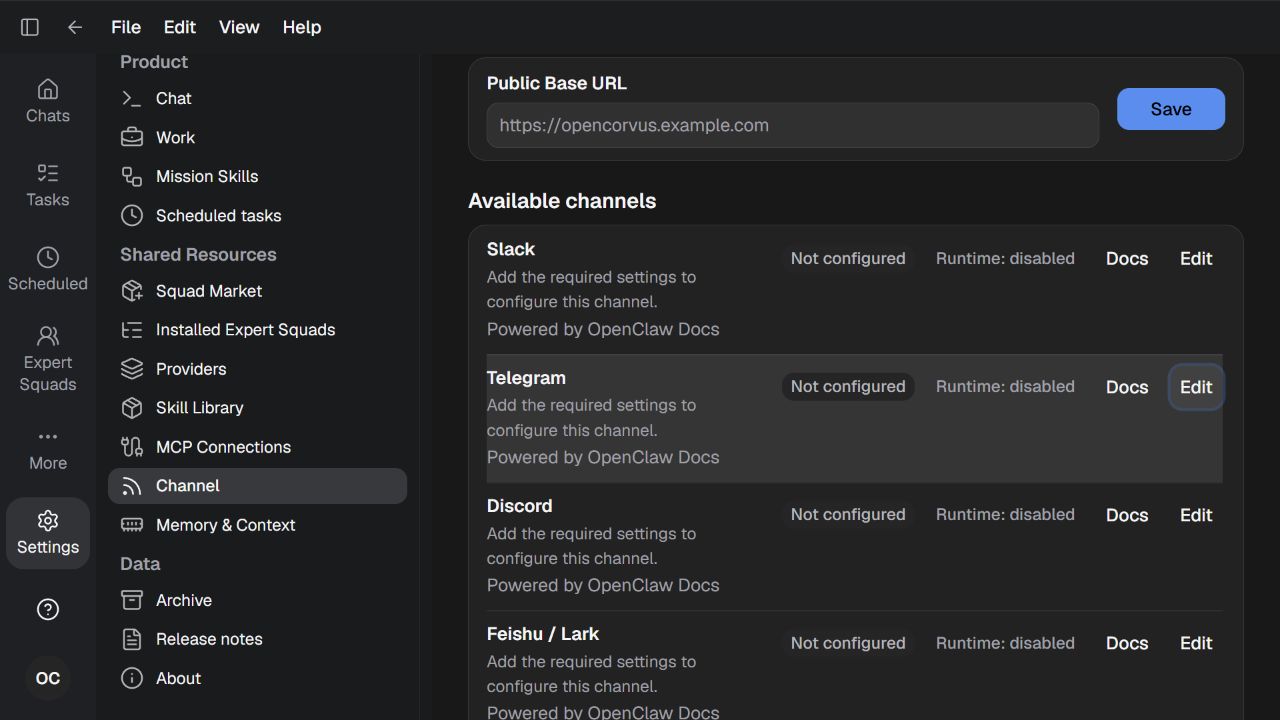 File Edit View Help
Chats
Tasks
Scheduled
Expert
Squads
More
Settings
OC
Product
Chat
Work
Mission Skills
Scheduled tasks
Shared Resources
Squad Market
Installed Expert Squads
Providers
Skill Library
MCP Connections
Channel
Memory & Context
Data
Archive
Release notes
About
Public Base URL
https://opencorvus.example.com
Save
Available channels
Slack
Add the required settings to
configure this channel.
Powered by OpenClaw Docs
Not configured Runtime: disabled Docs Edit
Telegram
Add the required settings to
configure this channel.
Powered by OpenClaw Docs
Not configured Runtime: disabled Docs Edit
Discord
Add the required settings to
configure this channel.
Powered by OpenClaw Docs
Not configured Runtime: disabled Docs Edit
Feishu / Lark
Add the required settings to
configure this channel.
Powered by OpenClaw Docs
Not configured Runtime: disabled Docs Edit